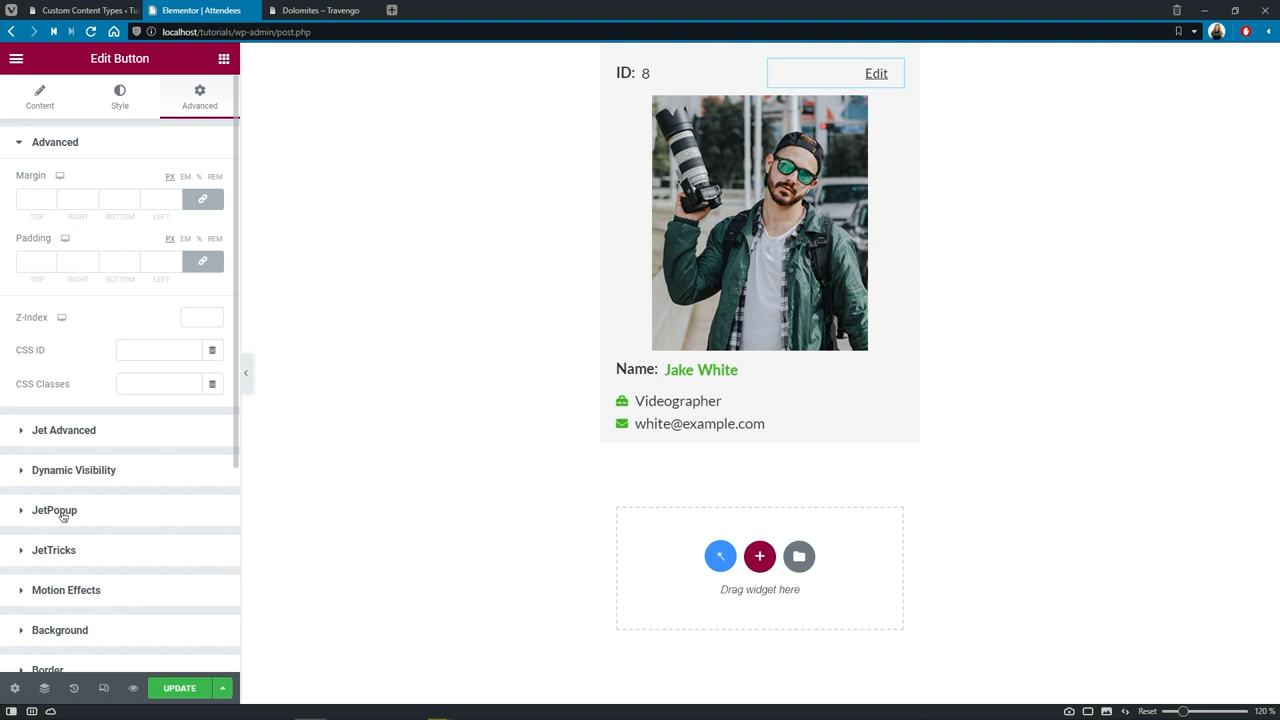 Custom Content Types ‹ Tu
Elementor | Attendees
Dolomites – Travengo
localhost/tutorials/wp-admin/post.php
Edit Button
Content
Style
Advanced
Advanced
Margin
PX EM % REM
TOP RIGHT BOTTOM LEFT
Padding
PX EM % REM
TOP RIGHT BOTTOM LEFT
Z-Index
CSS ID
CSS Classes
Jet Advanced
Dynamic Visibility
JetPopup
JetTricks
Motion Effects
Background
Border
UPDATE
ID: 8
Edit
Name: Jake White
Videographer
white@example.com
Drag widget here
Reset
120 %